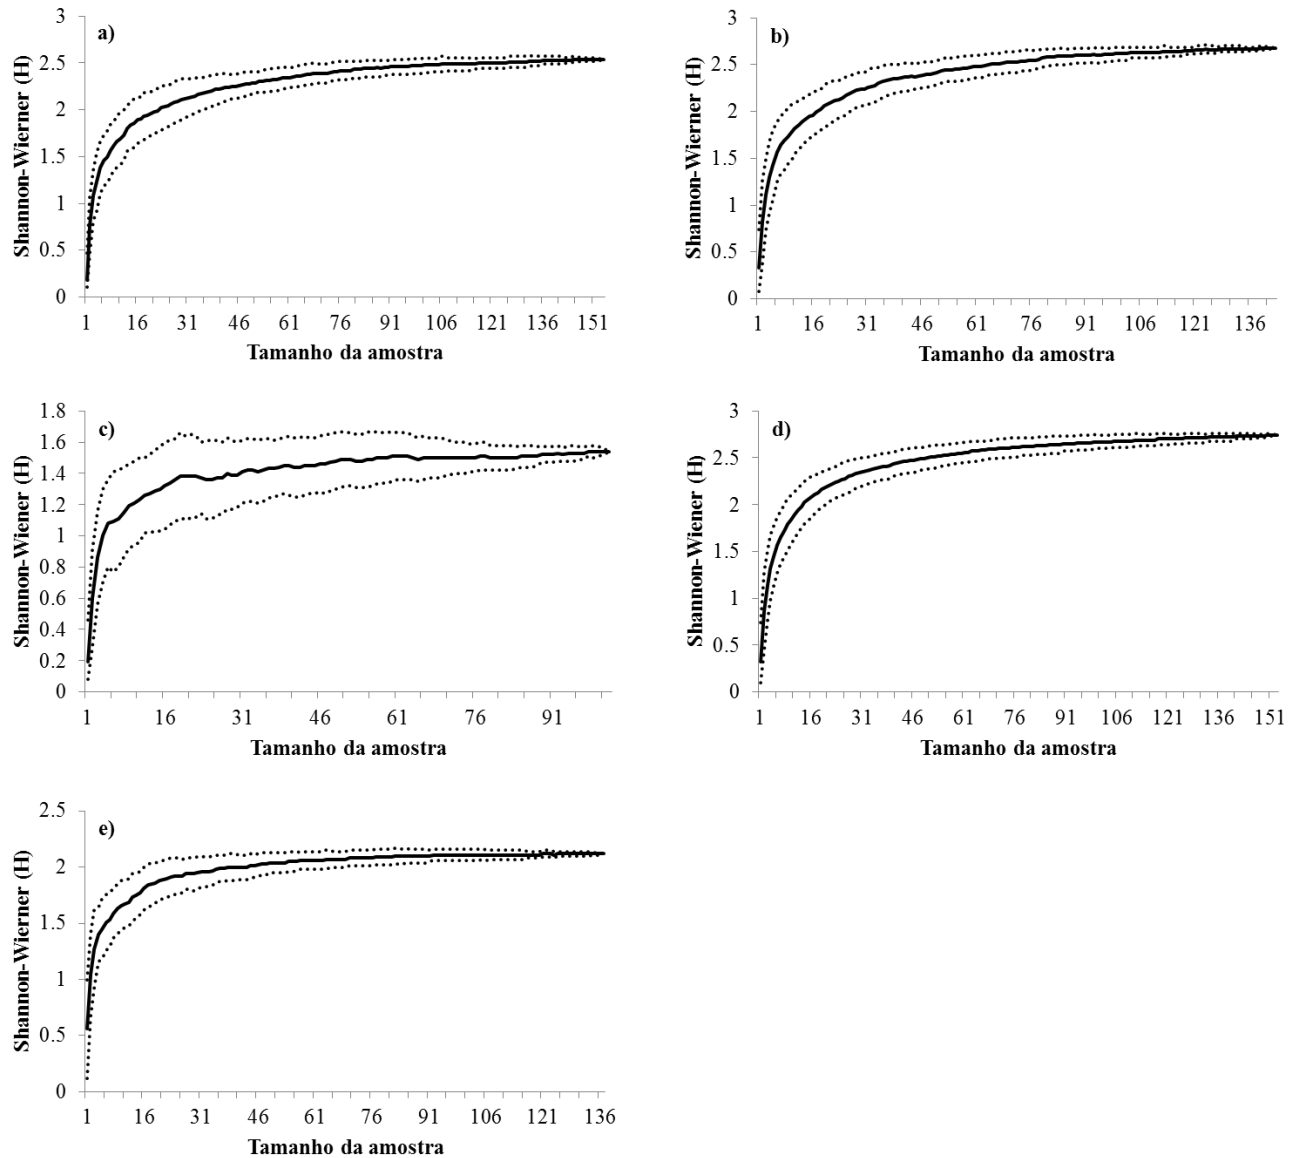 a)
Shannon-Wierner (H)
3
2.5
2
1.5
1
0.5
0
1 16 31 46 61 76 91 106 121 136 151
Tamanho da amostra
b)
Shannon-Wierner (H)
3
2.5
2
1.5
1
0.5
0
1 16 31 46 61 76 91 106 121 136
Tamanho da amostra
c)
Shannon-Wiener (H)
1.8
1.6
1.4
1.2
1
0.8
0.6
0.4
0.2
0
1 16 31 46 61 76 91
Tamanho da amostra
d)
Shannon-Wierner (H)
3
2.5
2
1.5
1
0.5
0
1 16 31 46 61 76 91 106 121 136 151
Tamanho da amostra
e)
Shannon-Wierner (H)
2.5
2
1.5
1
0.5
0
1 16 31 46 61 76 91 106 121 136
Tamanho da amostra